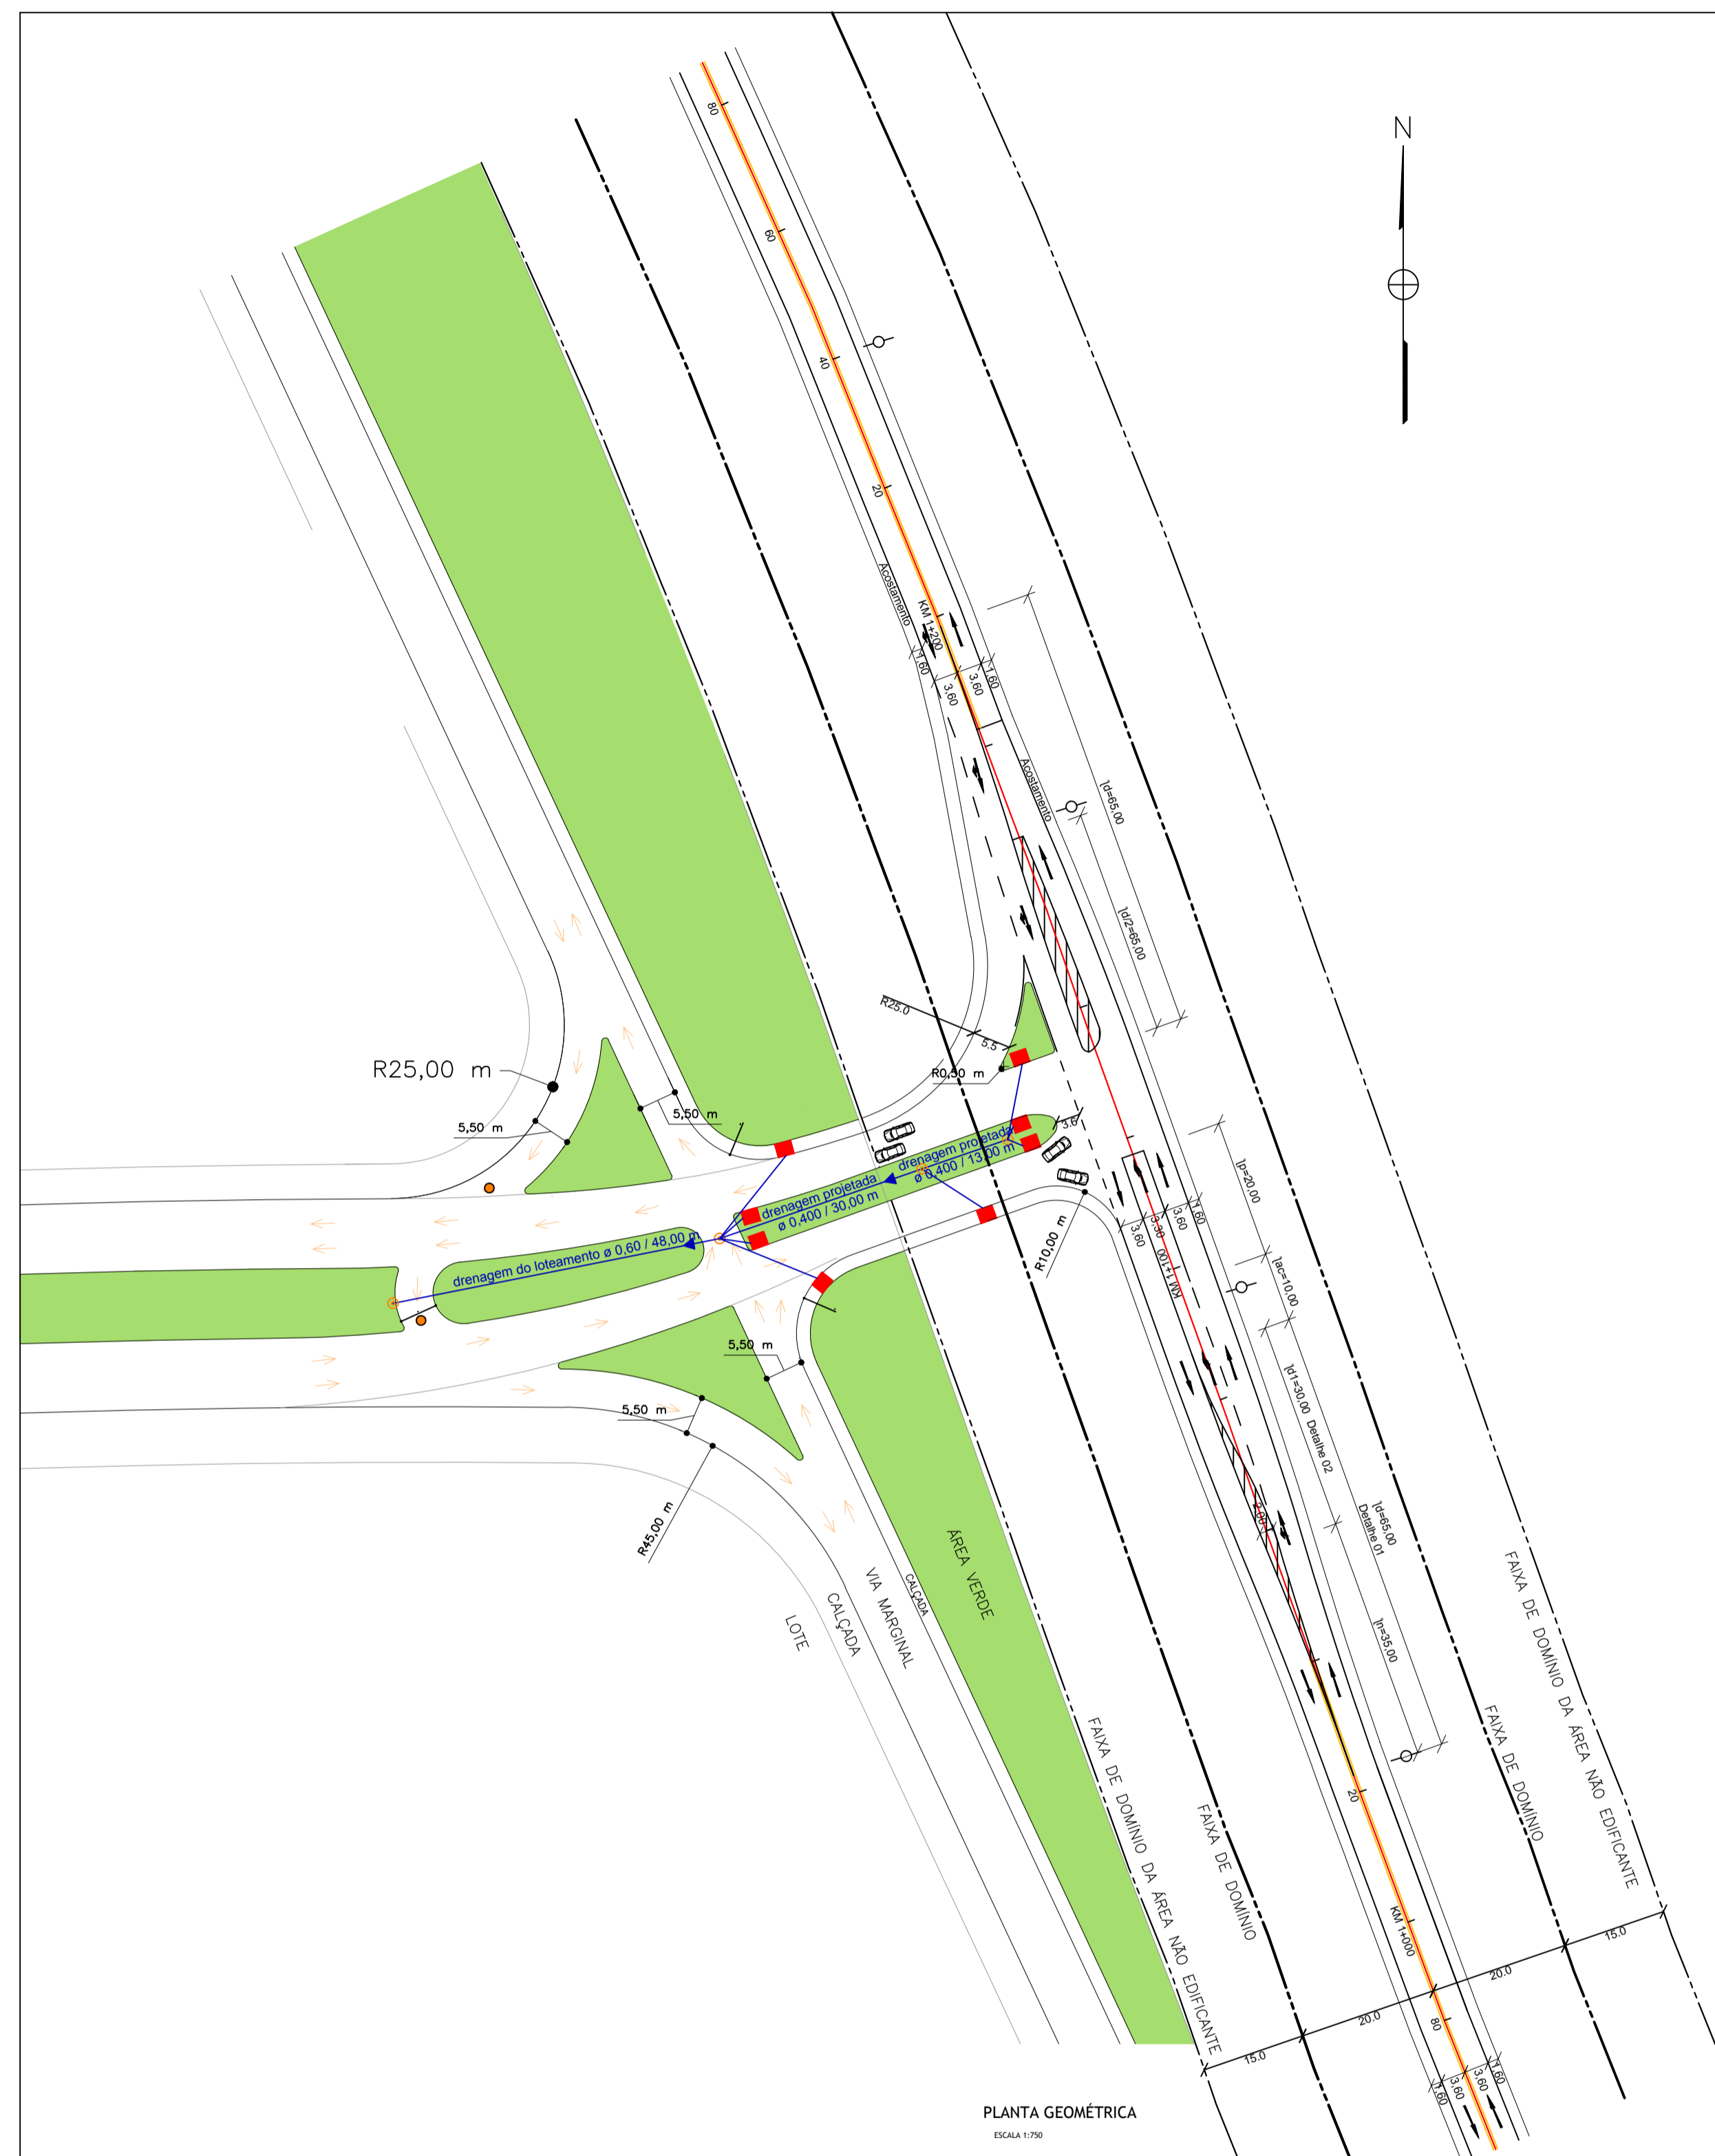 N
80
60
40
20
Acostamento
KM 1+200
1.60
3,60
3,60
1.60
Acostamento
ld=65,00
ld/2=65,00
R25.0
5.5
R0,50 m
3.6
R25,00 m
5,50 m
5,50 m
drenagem projetada
ø 0,400 / 13,00 m
drenagem projetada
ø 0,400 / 30,00 m
drenagem do loteamento ø 0,60 / 48,00 m
R10,00 m
3,60
3,30
3,60
1.60
KM 1+100
lp=20,00
lac=10,00
ld1=30,00 Detalhe 02
ld=65,00
Detalhe 01
ln=35,00
2,00
5,50 m
5,50 m
R45,00 m
ÁREA VERDE
CALÇADA
VIA MARGINAL
CALÇADA
LOTE
FAIXA DE DOMÍNIO DA ÁREA NÃO EDIFICANTE
FAIXA DE DOMÍNIO
FAIXA DE DOMÍNIO
FAIXA DE DOMÍNIO DA ÁREA NÃO EDIFICANTE
20
KM 1+000
15.0
20.0
20.0
15.0
80
1.60
3,60
3,60
1.60
PLANTA GEOMÉTRICA
ESCALA 1:750